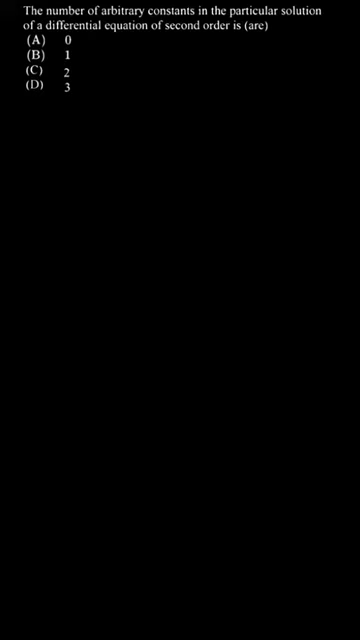 The number of arbitrary constants in the particular solution
of a differential equation of second order is (are)
(A) 0
(B) 1
(C) 2
(D) 3